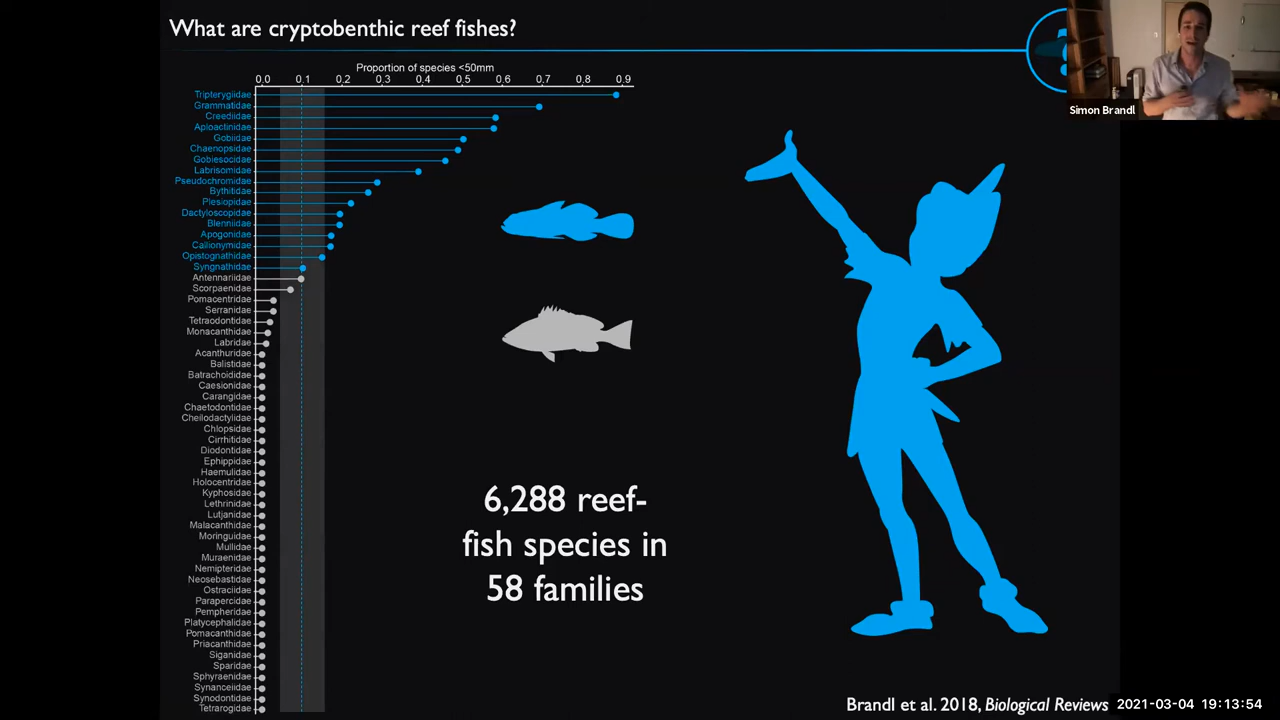 What are cryptobenthic reef fishes?
Simon Brandl
Proportion of species <50mm
0.0 0.1 0.2 0.3 0.4 0.5 0.6 0.7 0.8 0.9
Tripterygiidae
Grammatidae
Creediidae
Aploactinidae
Gobiidae
Chaenopsidae
Gobiesocidae
Labrisomidae
Pseudochromidae
Bythitidae
Plesiopidae
Dactyloscopidae
Blenniidae
Apogonidae
Callionymidae
Opistognathidae
Syngnathidae
Antennariidae
Scorpaenidae
Pomacentridae
Serranidae
Tetraodontidae
Monacanthidae
Labridae
Acanthuridae
Balistidae
Batrachoididae
Caesionidae
Carangidae
Chaetodontidae
Cheilodactylidae
Chlopsidae
Cirrhitidae
Diodontidae
Ephippidae
Haemulidae
Holocentridae
Kyphosidae
Lethrinidae
Lutjanidae
Malacanthidae
Moringuidae
Mullidae
Muraenidae
Nemipteridae
Neosebastidae
Ostraciidae
Parapercidae
Pempheridae
Platycephalidae
Pomacanthidae
Priacanthidae
Siganidae
Sparidae
Sphyraenidae
Synanceiidae
Synodontidae
Tetrarogidae
6,288 reef-
fish species in
58 families
Brandl et al. 2018, Biological Reviews
2021-03-04 19:13:54